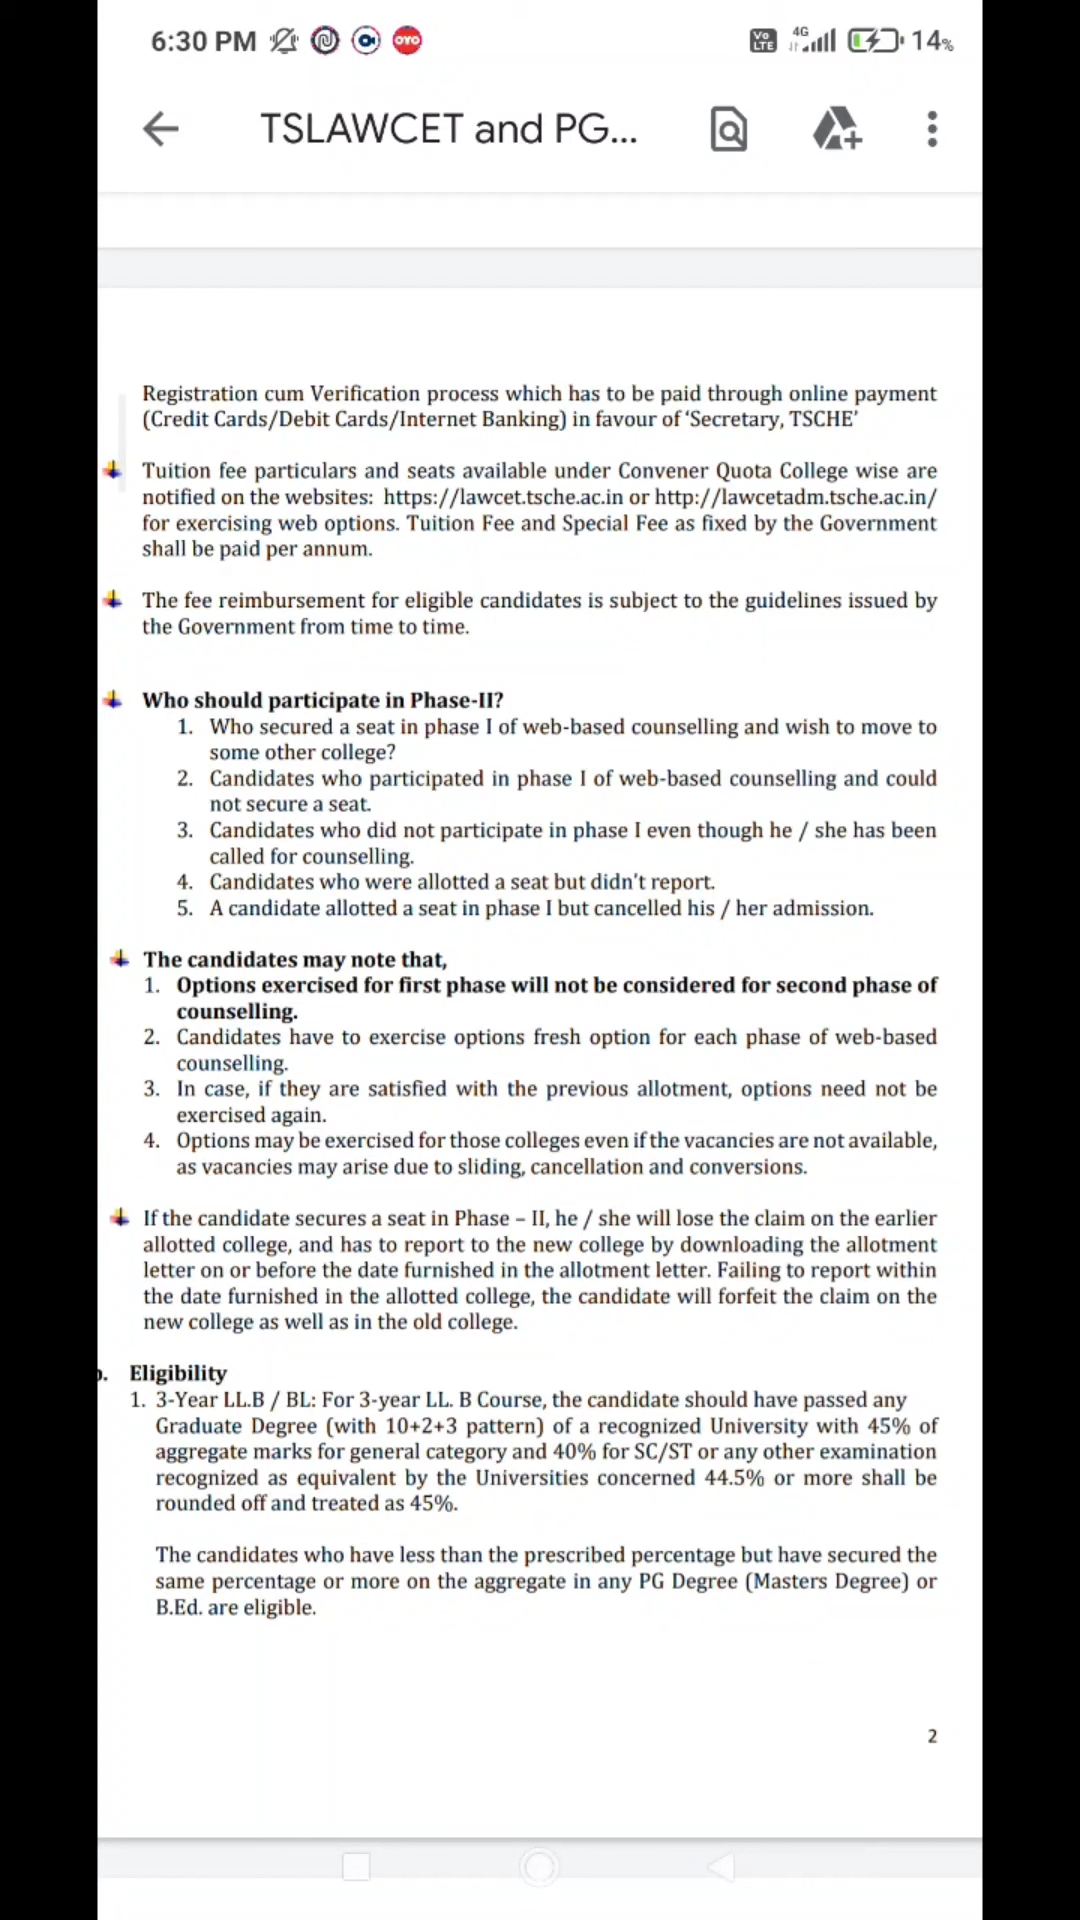 6:30 PM OYO Vo LTE 4G 14%
TSLAWCET and PG...
Registration cum Verification process which has to be paid through online payment
(Credit Cards/Debit Cards/Internet Banking) in favour of ‘Secretary, TSCHE’
Tuition fee particulars and seats available under Convener Quota College wise are
notified on the websites: https://lawcet.tsche.ac.in or http://lawcetadm.tsche.ac.in/
for exercising web options. Tuition Fee and Special Fee as fixed by the Government
shall be paid per annum.
The fee reimbursement for eligible candidates is subject to the guidelines issued by
the Government from time to time.
Who should participate in Phase-II?
1. Who secured a seat in phase I of web-based counselling and wish to move to
some other college?
2. Candidates who participated in phase I of web-based counselling and could
not secure a seat.
3. Candidates who did not participate in phase I even though he / she has been
called for counselling.
4. Candidates who were allotted a seat but didn't report.
5. A candidate allotted a seat in phase I but cancelled his / her admission.
The candidates may note that,
1. Options exercised for first phase will not be considered for second phase of
counselling.
2. Candidates have to exercise options fresh option for each phase of web-based
counselling.
3. In case, if they are satisfied with the previous allotment, options need not be
exercised again.
4. Options may be exercised for those colleges even if the vacancies are not available,
as vacancies may arise due to sliding, cancellation and conversions.
If the candidate secures a seat in Phase – II, he / she will lose the claim on the earlier
allotted college, and has to report to the new college by downloading the allotment
letter on or before the date furnished in the allotment letter. Failing to report within
the date furnished in the allotted college, the candidate will forfeit the claim on the
new college as well as in the old college.
Eligibility
1. 3-Year LL.B / BL: For 3-year LL. B Course, the candidate should have passed any
Graduate Degree (with 10+2+3 pattern) of a recognized University with 45% of
aggregate marks for general category and 40% for SC/ST or any other examination
recognized as equivalent by the Universities concerned 44.5% or more shall be
rounded off and treated as 45%.
The candidates who have less than the prescribed percentage but have secured the
same percentage or more on the aggregate in any PG Degree (Masters Degree) or
B.Ed. are eligible.
2